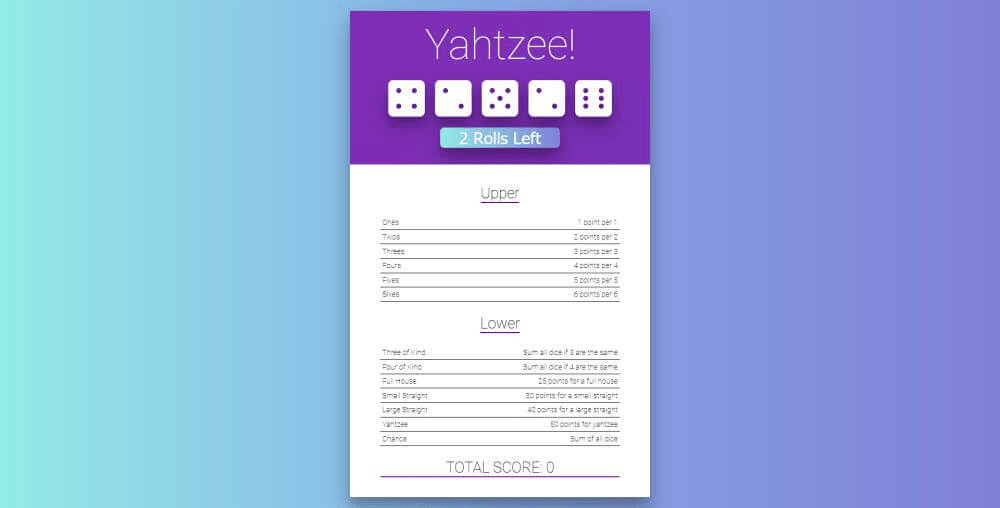 Yahtzee!
2 Rolls Left
Upper
Ones 1 point per 1
Twos 2 points per 2
Threes 3 points per 3
Fours 4 points per 4
Fives 5 points per 5
Sixes 6 points per 6
Lower
Three of Kind Sum all dice if 3 are the same
Four of Kind Sum all dice if 4 are the same
Full House 25 points for a full house
Small Straight 30 points for a small straight
Large Straight 40 points for a large straight
Yahtzee 50 points for yahtzee
Chance Sum of all dice
TOTAL SCORE: 0